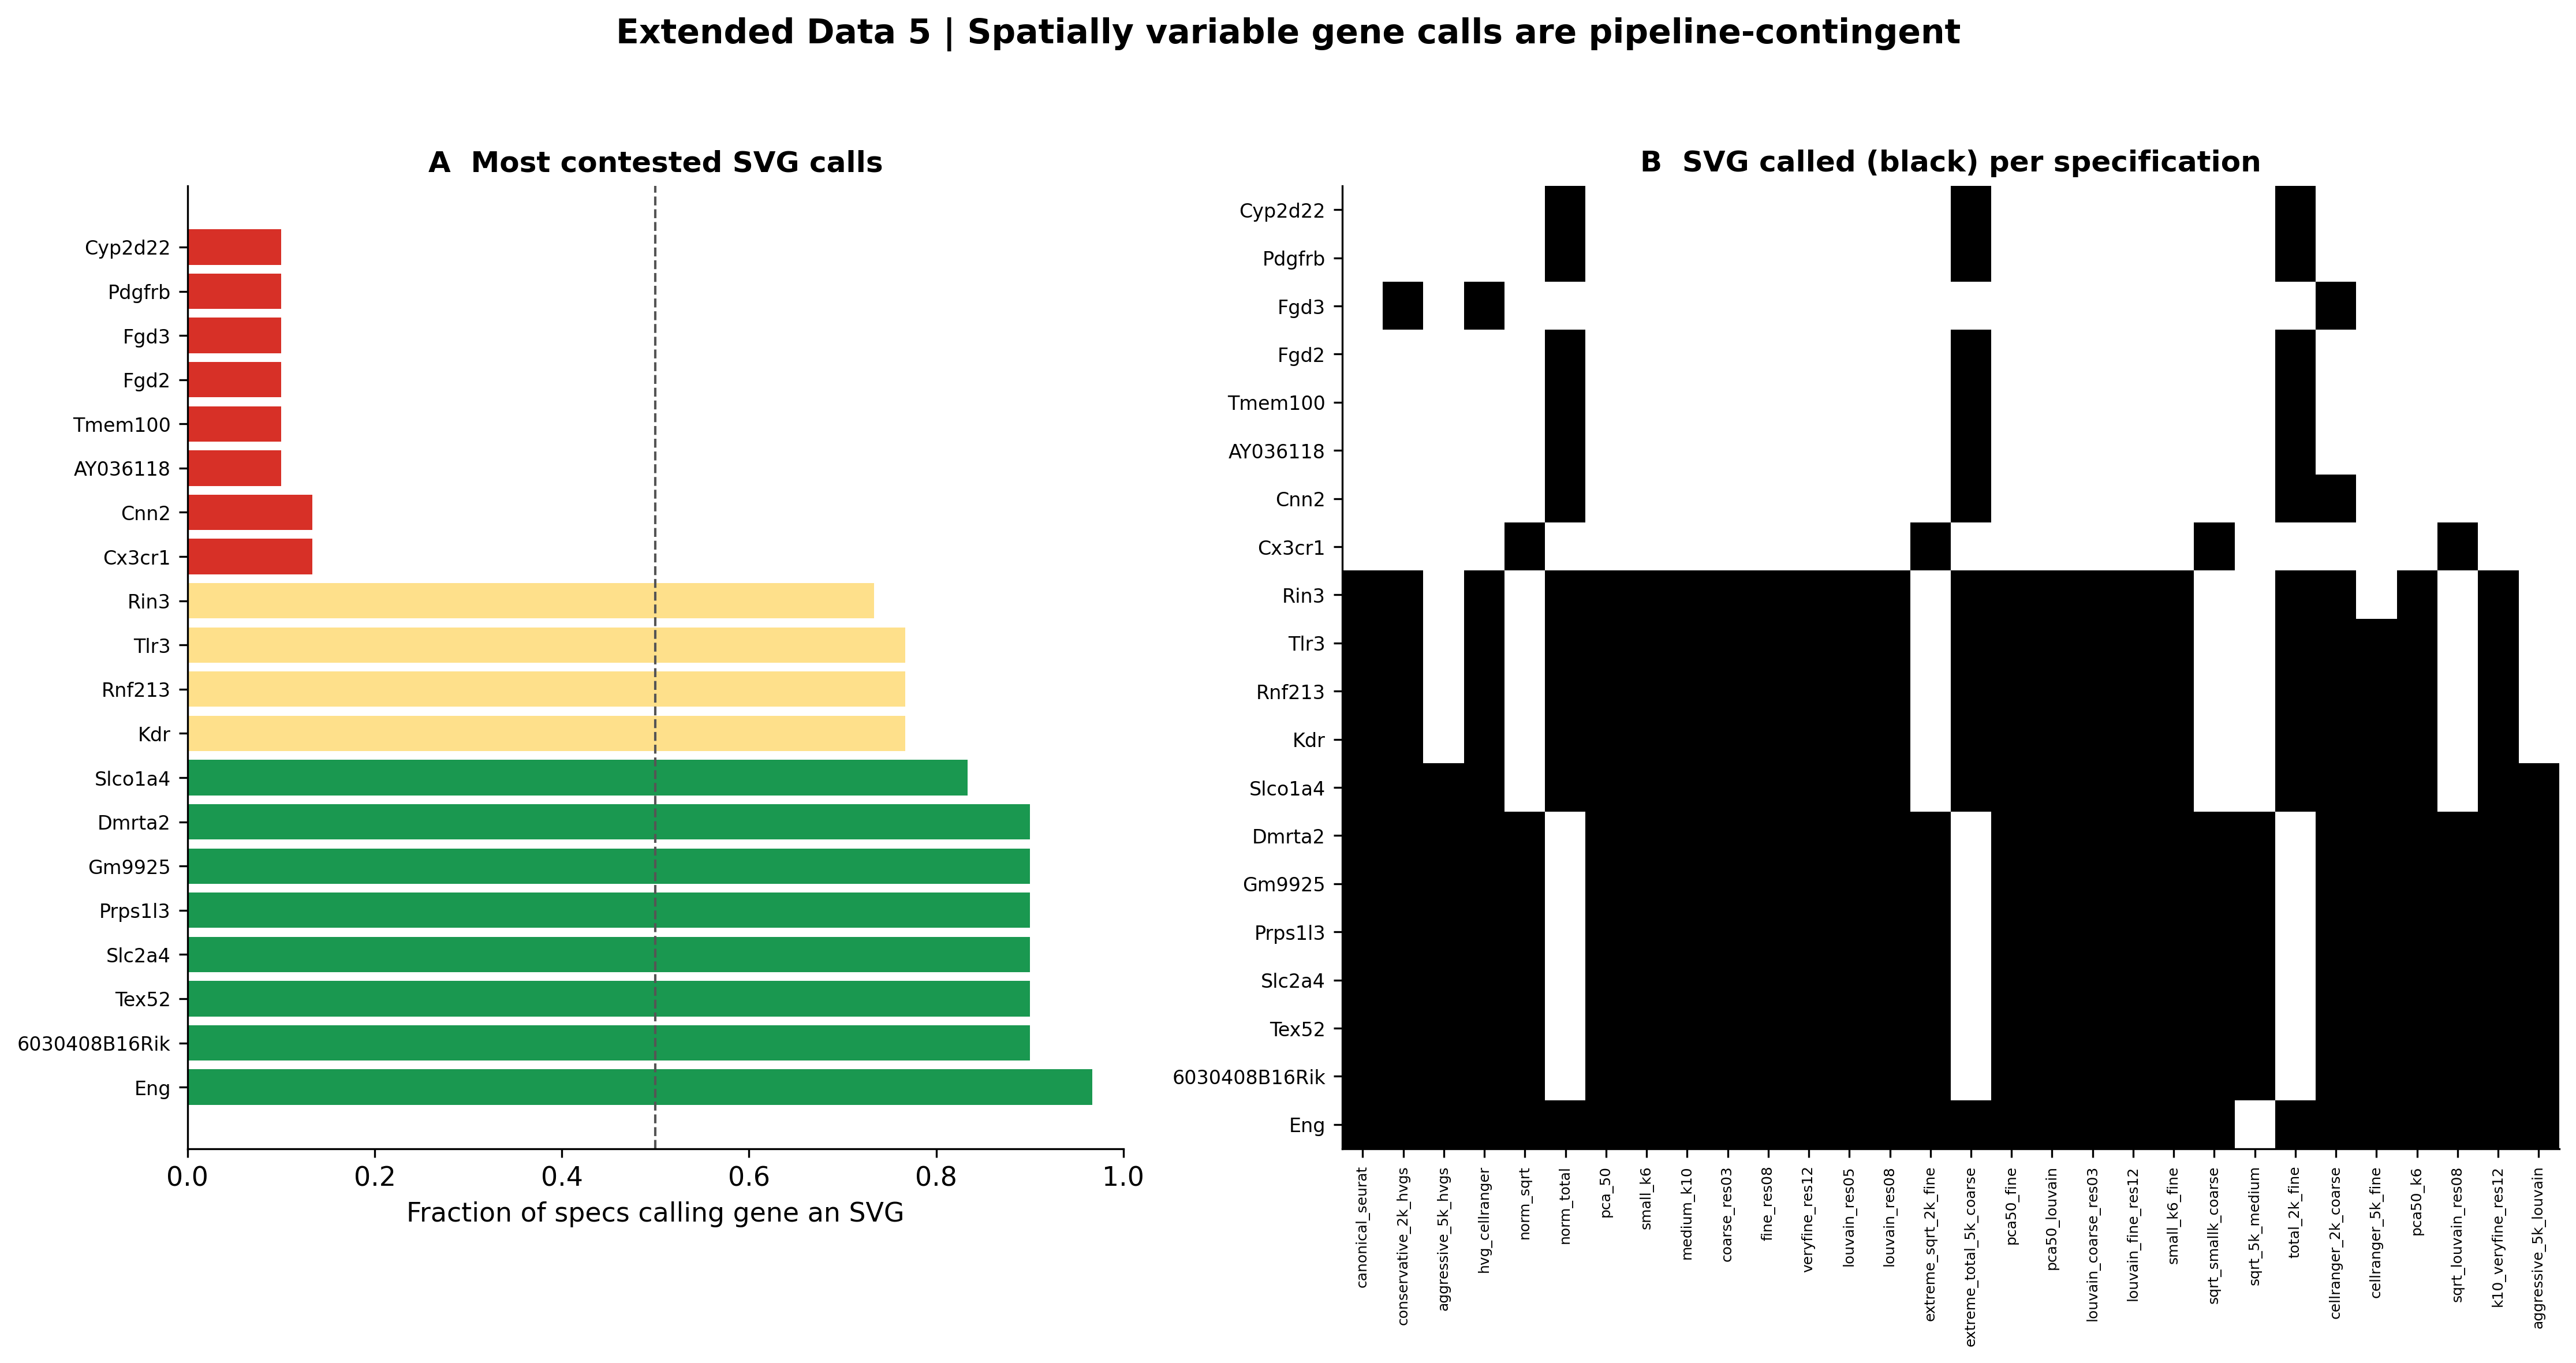 Extended Data 5 | Spatially variable gene calls are pipeline-contingent
A  Most contested SVG calls
Cyp2d22
Pdgfrb
Fgd3
Fgd2
Tmem100
AY036118
Cnn2
Cx3cr1
Rin3
Tlr3
Rnf213
Kdr
Slco1a4
Dmrta2
Gm9925
Prps1l3
Slc2a4
Tex52
6030408B16Rik
Eng
0.0 0.2 0.4 0.6 0.8 1.0
Fraction of specs calling gene an SVG
B  SVG called (black) per specification
Cyp2d22
Pdgfrb
Fgd3
Fgd2
Tmem100
AY036118
Cnn2
Cx3cr1
Rin3
Tlr3
Rnf213
Kdr
Slco1a4
Dmrta2
Gm9925
Prps1l3
Slc2a4
Tex52
6030408B16Rik
Eng
canonical_seurat
conservative_2k_hvgs
aggressive_5k_hvgs
hvg_cellranger
norm_sqrt
norm_total
pca_50
small_k6
medium_k10
coarse_res03
fine_res08
veryfine_res12
louvain_res05
louvain_res08
extreme_sqrt_2k_fine
extreme_total_5k_coarse
pca50_fine
pca50_louvain
louvain_coarse_res03
louvain_fine_res12
small_k6_fine
sqrt_smallk_coarse
sqrt_5k_medium
total_2k_fine
cellranger_2k_coarse
cellranger_5k_fine
pca50_k6
sqrt_louvain_res08
k10_veryfine_res12
aggressive_5k_louvain